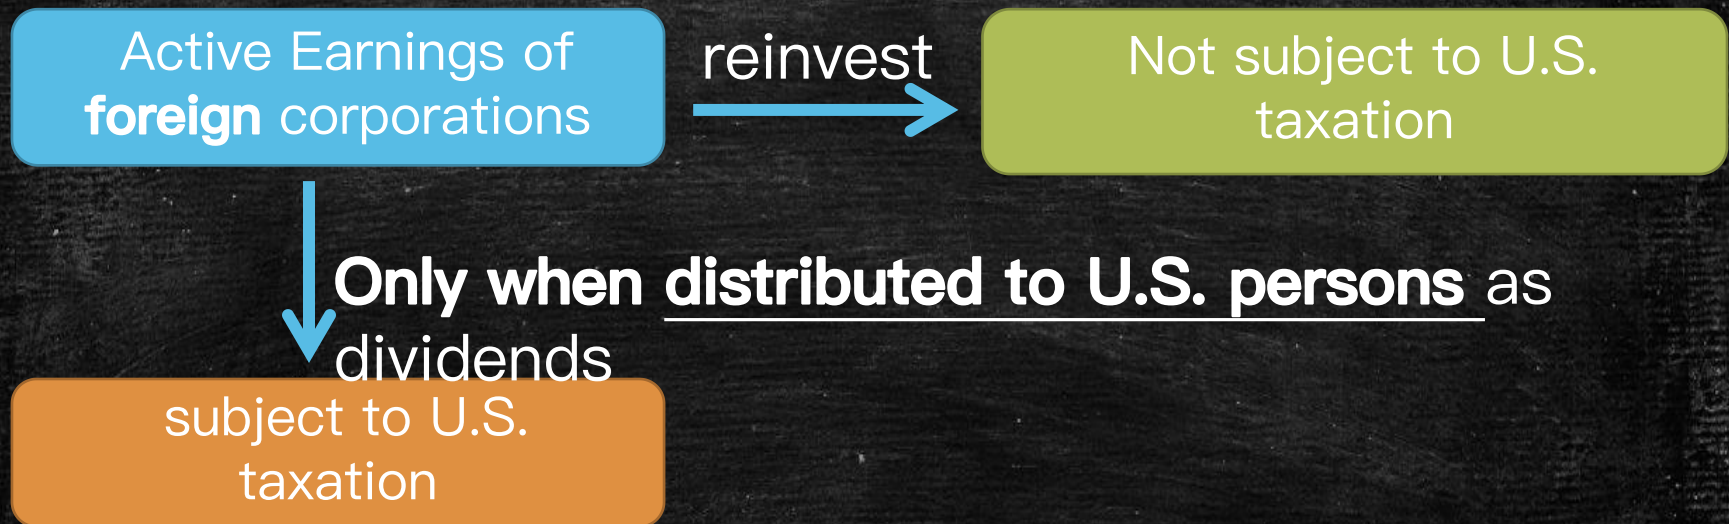 Active Earnings of
foreign corporations
reinvest
Not subject to U.S.
taxation
Only when distributed to U.S. persons as
dividends
subject to U.S.
taxation